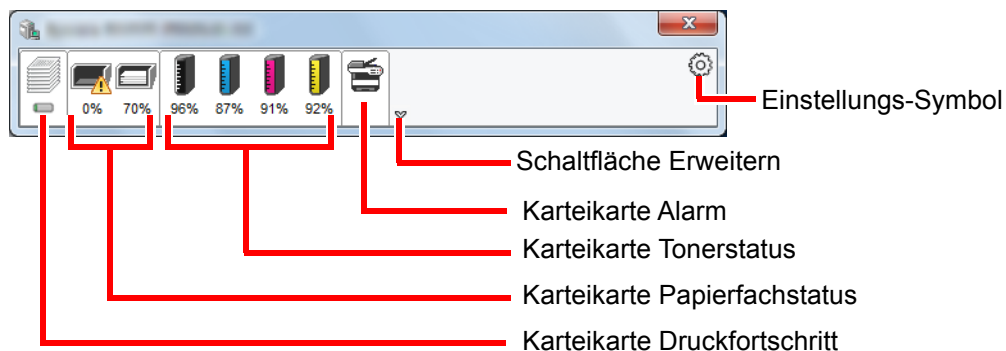 0% 70% 96% 87% 91% 92%
Einstellungs-Symbol
Schaltfläche Erweitern
Karteikarte Alarm
Karteikarte Tonerstatus
Karteikarte Papierfachstatus
Karteikarte Druckfortschritt